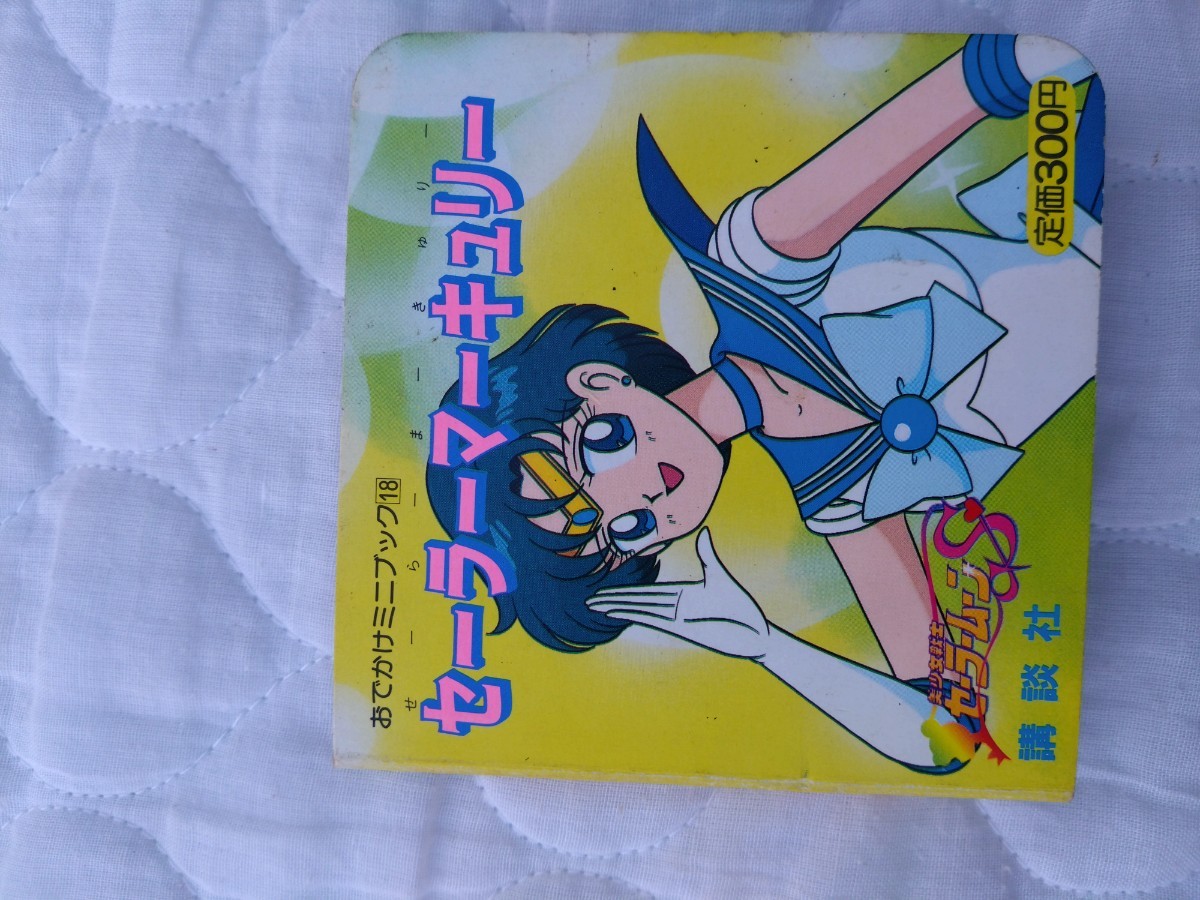 おでかけミニブック18
せーらーまーきゅりー
セーラーマーキュリー
定価300円
美少女戦士
セーラームーンS
講談社